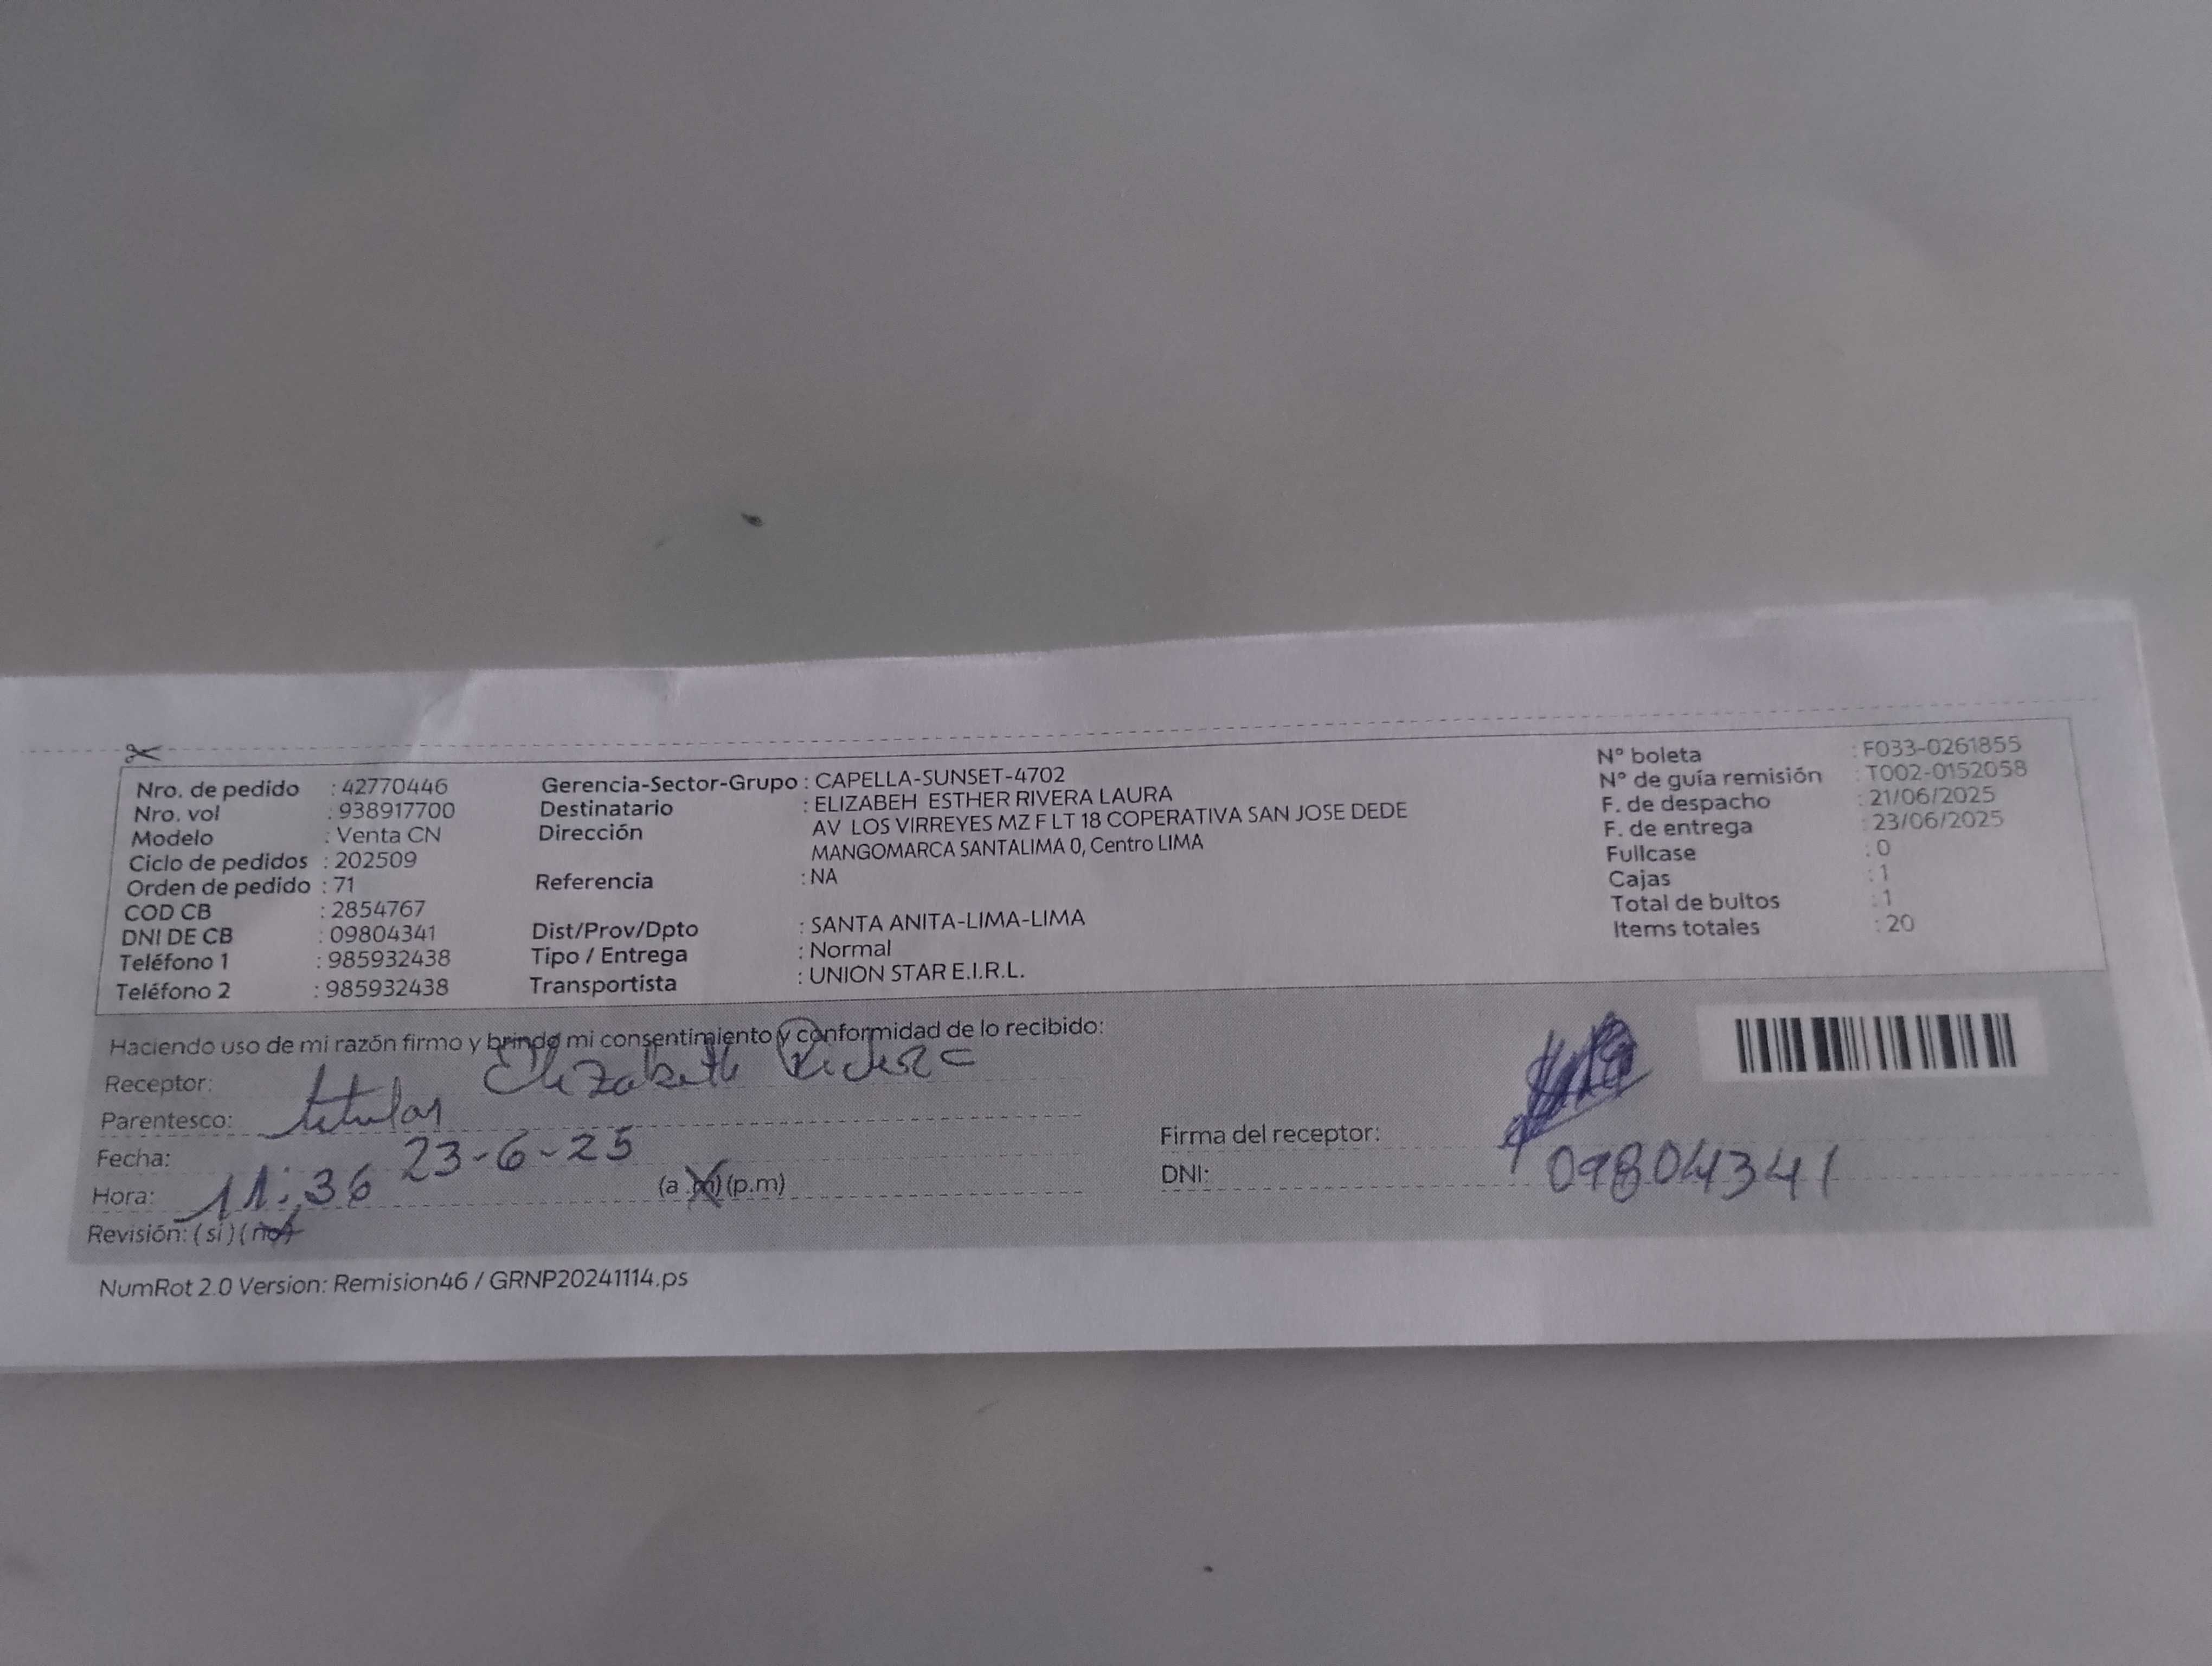 Nro. de pedido : 42770446
Nro. vol : 938917700
Modelo : Venta CN
Ciclo de pedidos : 202509
Orden de pedido : 71
COD CB : 2854767
DNI DE CB : 09804341
Teléfono 1 : 985932438
Teléfono 2 : 985932438
Gerencia-Sector-Grupo : CAPELLA-SUNSET-4702
Destinatario : ELIZABEH ESTHER RIVERA LAURA
Dirección AV LOS VIRREYES MZ F LT 18 COPERATIVA SAN JOSE DEDE
MANGOMARCA SANTALIMA 0, Centro LIMA
Referencia : NA
Dist/Prov/Dpto : SANTA ANITA-LIMA-LIMA
Tipo / Entrega : Normal
Transportista : UNION STAR E.I.R.L.
N° boleta : F033-0261855
N° de guía remisión : T002-0152058
F. de despacho : 21/06/2025
F. de entrega : 23/06/2025
Fullcase : 0
Cajas : 1
Total de bultos : 1
Items totales : 20
Haciendo uso de mi razón firmo y brindo mi consentimiento y conformidad de lo recibido:
Receptor: Elizabeth Rivera
Parentesco: titular
Fecha: 23-6-25
Hora: 11:36 (a.m) (p.m)
Revisión: (si) (no)
Firma del receptor:
DNI: 09804341
NumRot 2.0 Version: Remision46 / GRNP20241114.ps